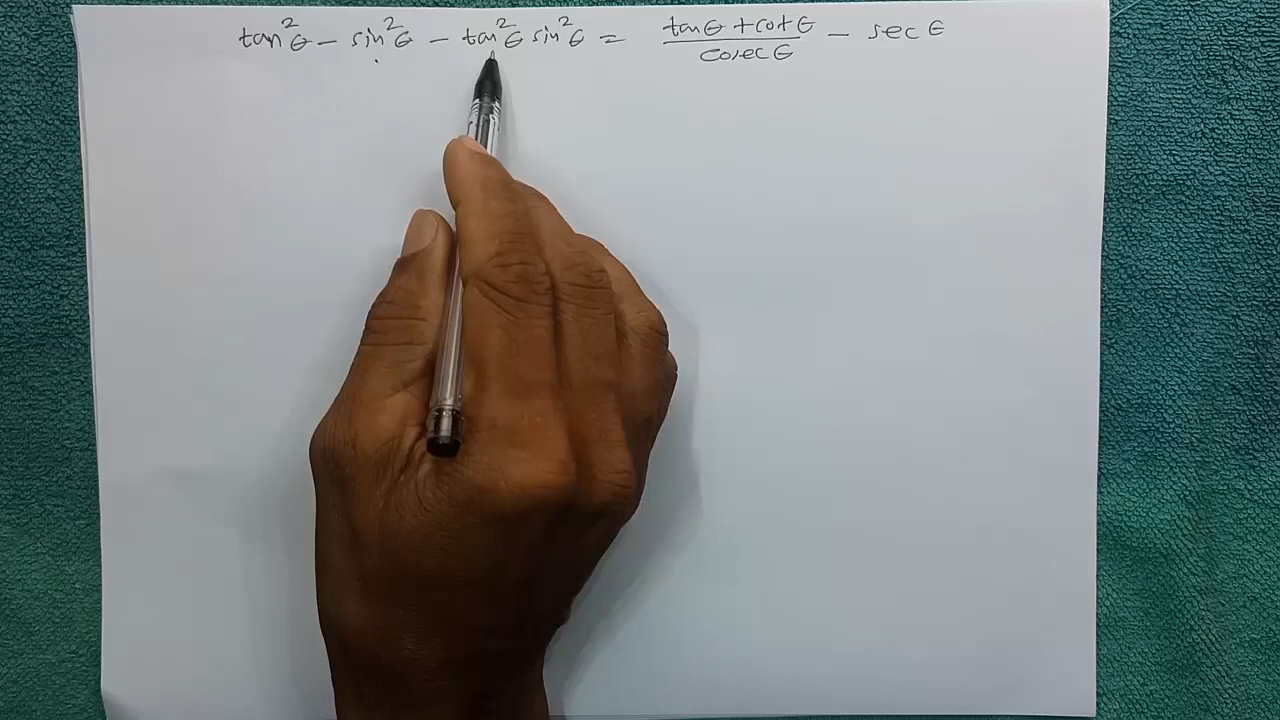 tan²θ – sin²θ – tan²θ sin²θ = (tanθ + cotθ)/(cosecθ) – secθ